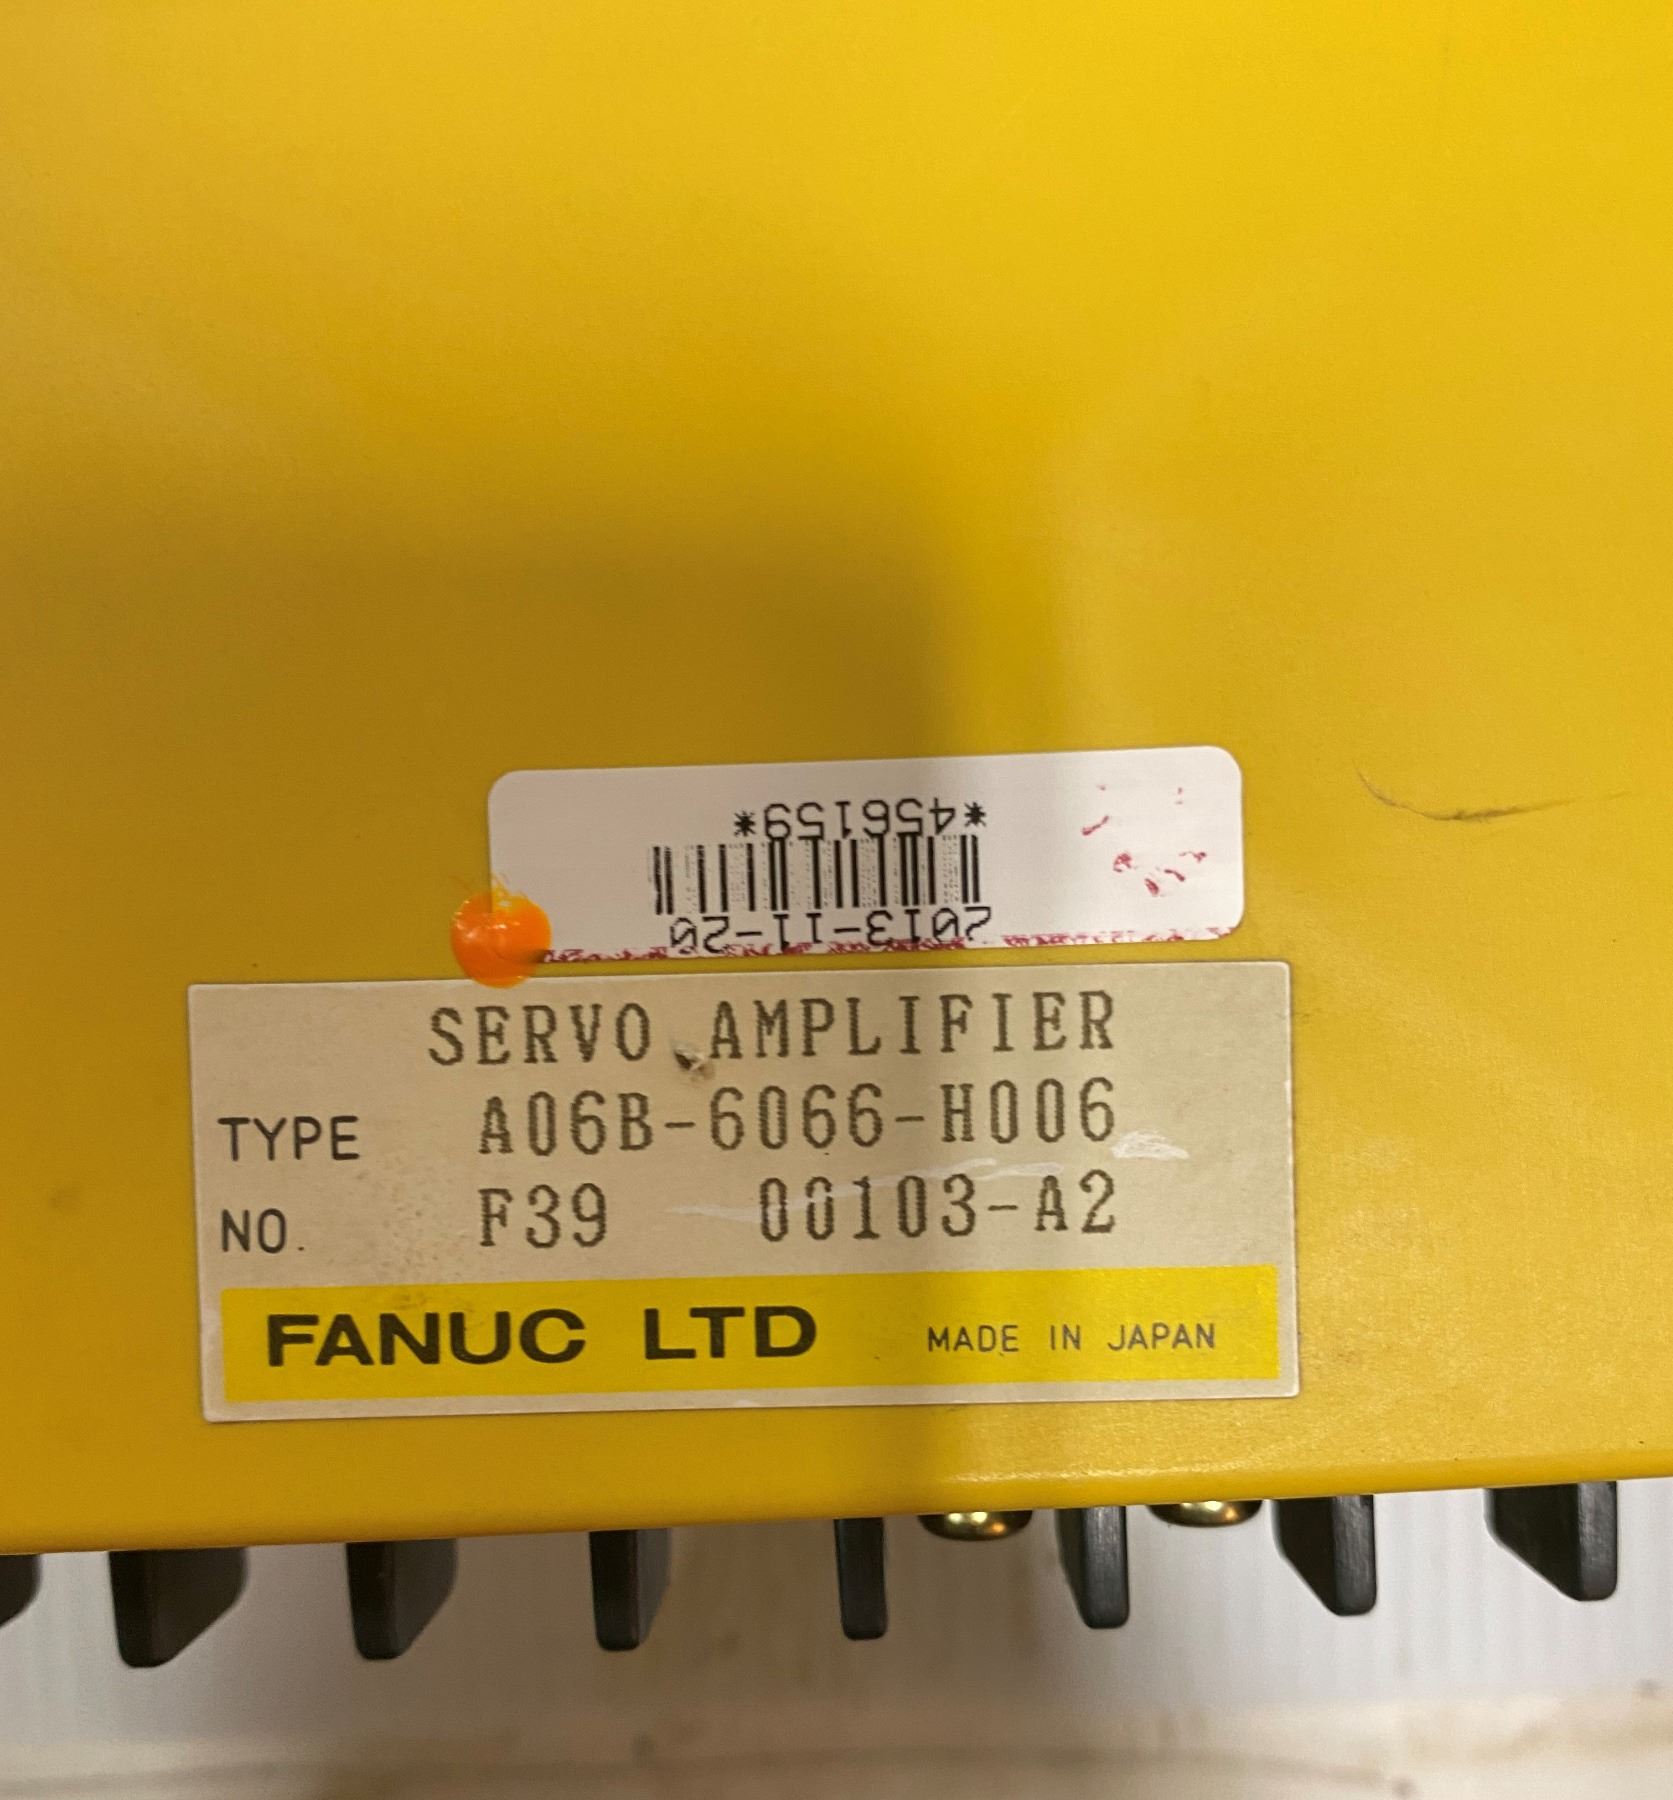 *456159*
2013-11-20
SERVO AMPLIFIER
TYPE A06B-6066-H006
NO. F39 00103-A2
FANUC LTD MADE IN JAPAN